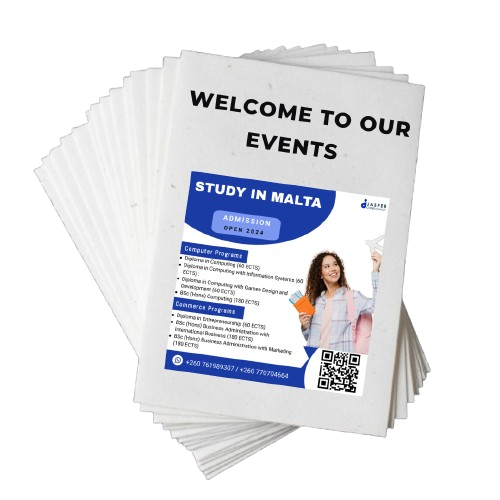 WELCOME TO OUR
EVENTS
STUDY IN MALTA
JASPER
ADMISSION
OPEN 2024
Computer Programs
Diploma in Computing (60 ECTS)
Diploma in Computing with Information Systems (60
ECTS) ;
Diploma in Computing with Games Design and
Development (60 ECTS)
BSc (Hons) Computing (180 ECTS)
Commerce Programs
Diploma in Entrepreneurship (60 ECTS)
BSc (Hons) Business Administration with
International Business (180 ECTS)
BSc (Hons) Business Administration with Marketing
(180 ECTS)
+260 761989307 / +260 770704664